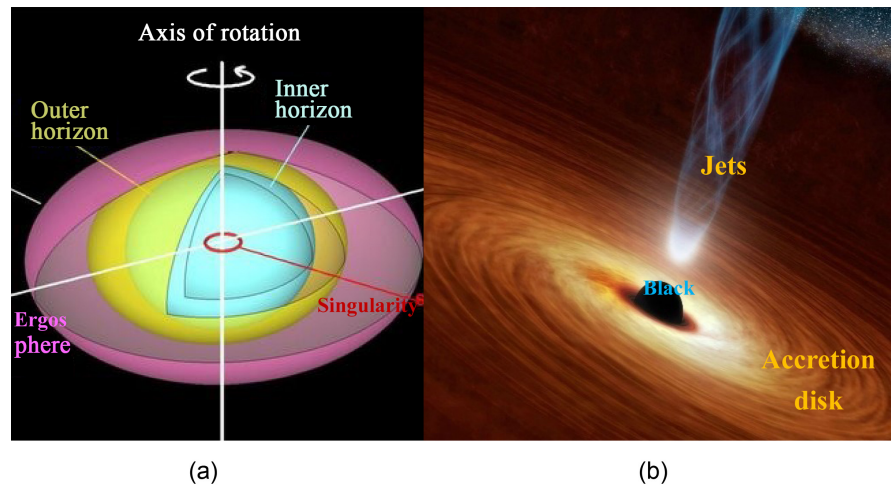 Axis of rotation
Outer
horizon
Inner
horizon
Singularity
Ergos
phere
Jets
Black
Accretion
disk
(a)
(b)